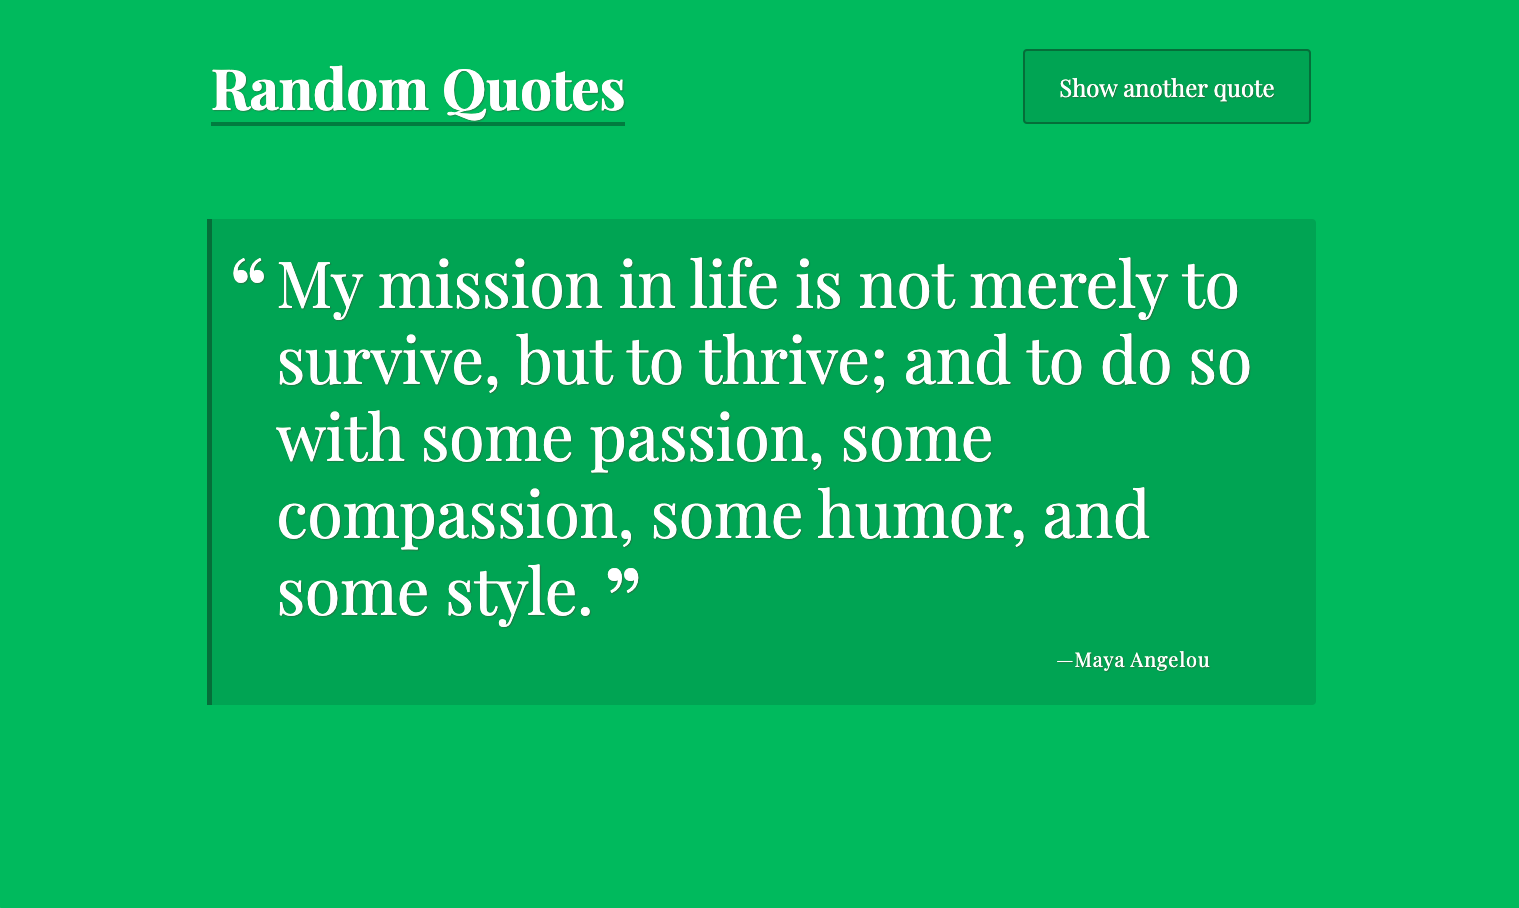 Random Quotes
Show another quote
“My mission in life is not merely to
survive, but to thrive; and to do so
with some passion, some
compassion, some humor, and
some style.”
—Maya Angelou